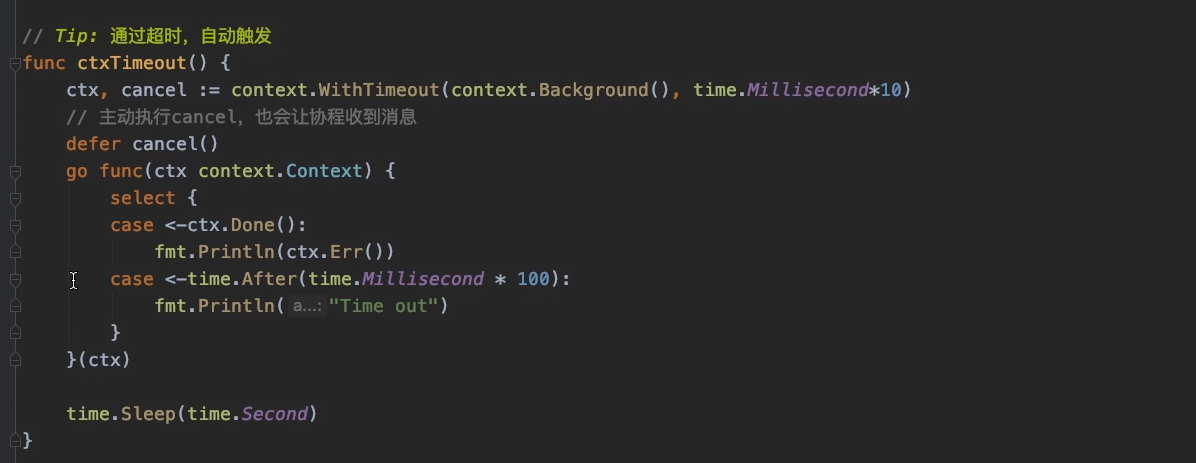 // Tip: 通过超时，自动触发
func ctxTimeout() {
    ctx, cancel := context.WithTimeout(context.Background(), time.Millisecond*10)
    // 主动执行cancel，也会让协程收到消息
    defer cancel()
    go func(ctx context.Context) {
        select {
        case <-ctx.Done():
            fmt.Println(ctx.Err())
        case <-time.After(time.Millisecond * 100):
            fmt.Println( a...: "Time out")
        }
    }(ctx)

    time.Sleep(time.Second)
}